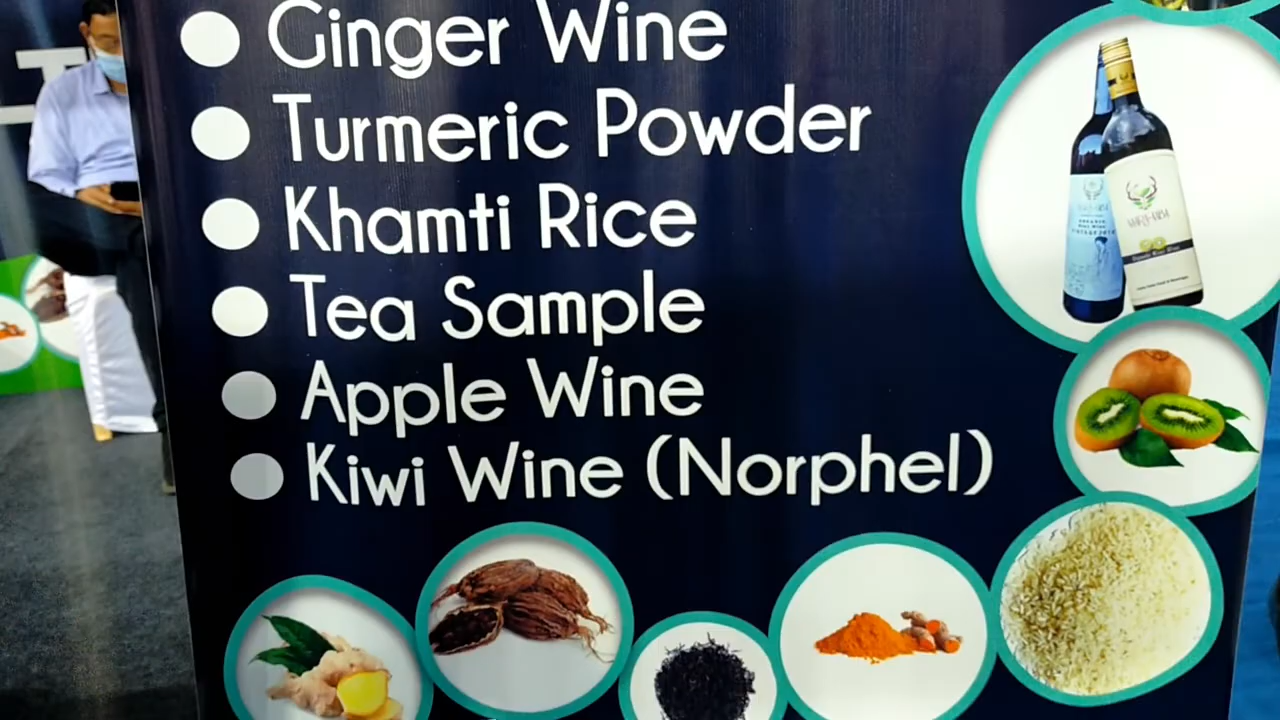 Ginger Wine
Turmeric Powder
Khamti Rice
Tea Sample
Apple Wine
Kiwi Wine (Norphel)